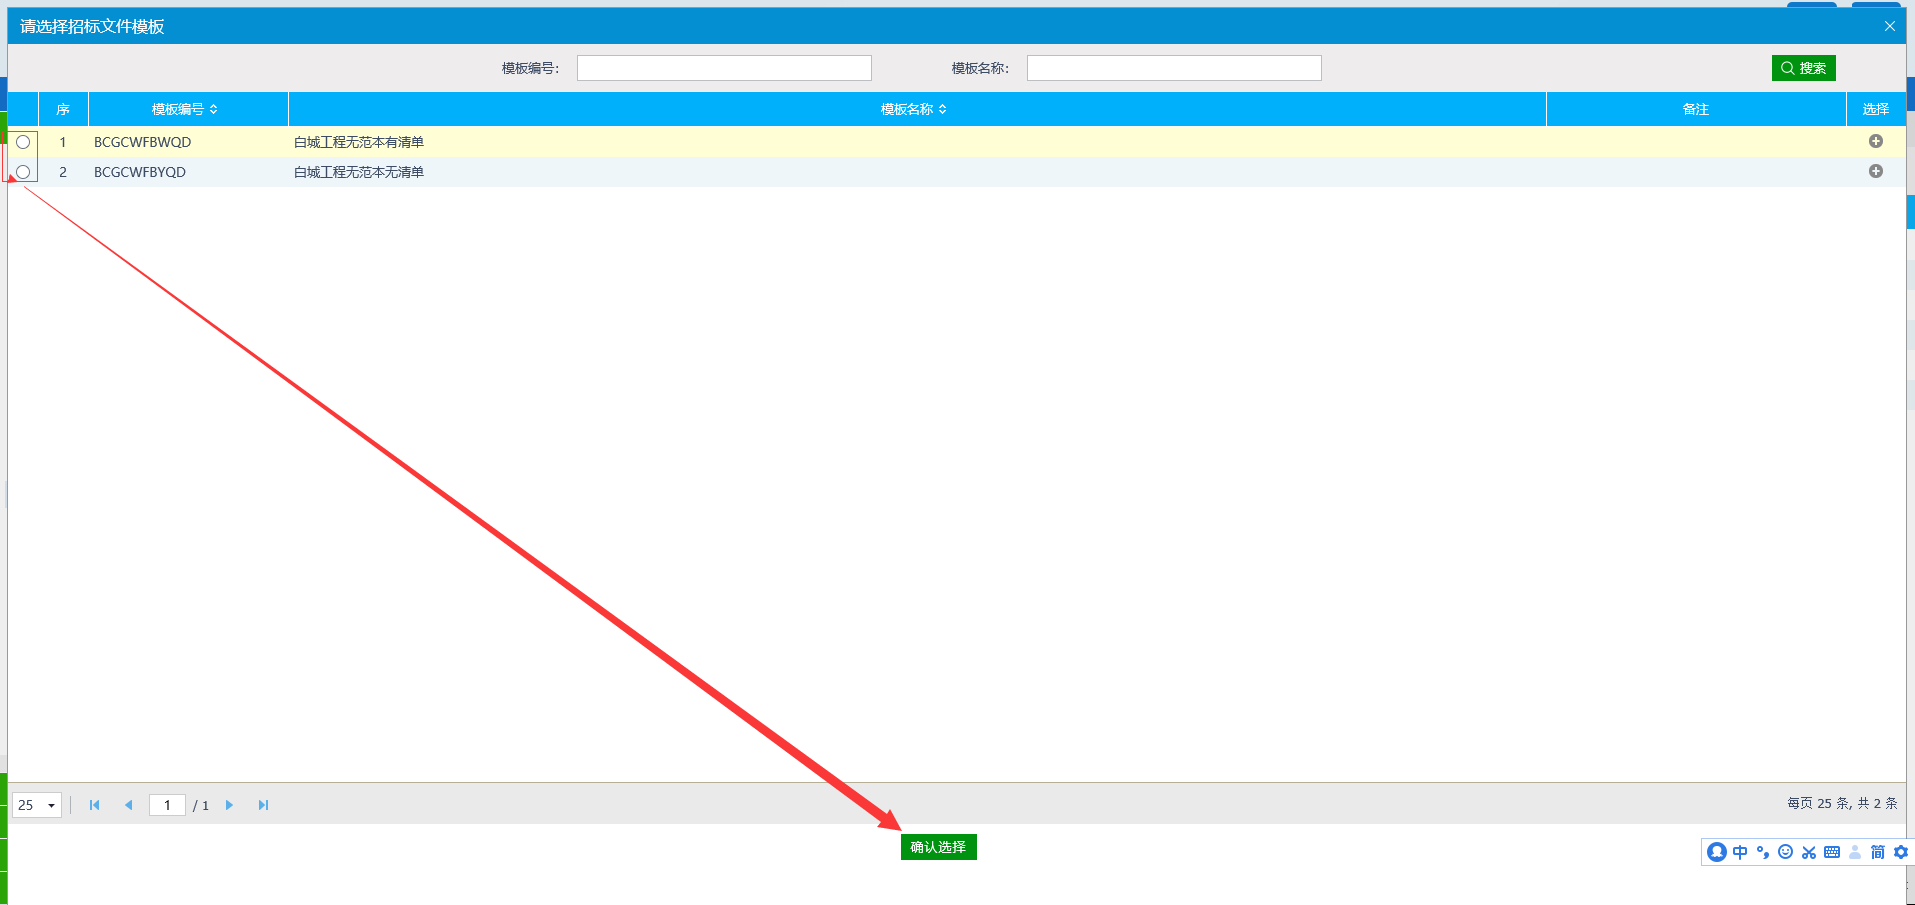 请选择招标文件模板
模板编号： 模板名称： 搜索
序 模板编号 模板名称 备注 选择
1 BCGCWFBWQD 白城工程无范本有清单
2 BCGCWFBYQD 白城工程无范本无清单
25 1 / 1 每页 25 条, 共 2 条
确认选择
中 简